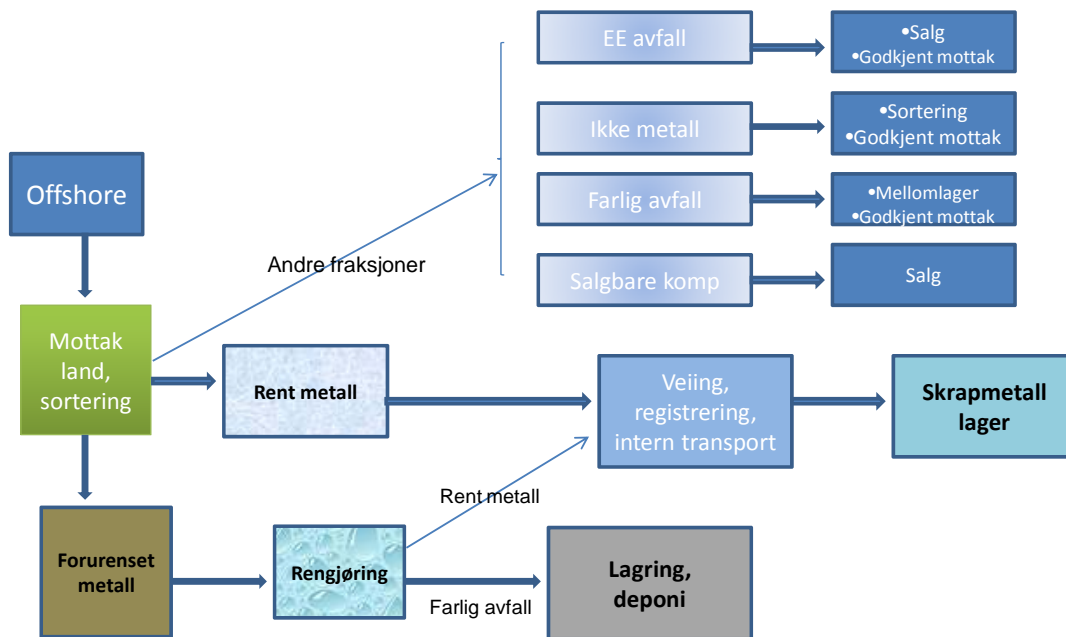 EE avfall
•Salg
•Godkjent mottak
Ikke metall
•Sortering
•Godkjent mottak
Offshore
Farlig avfall
•Mellomlager
•Godkjent mottak
Andre fraksjoner
Salgbare komp
Salg
Mottak
land,
sortering
Rent metall
Veiing,
registrering,
intern transport
Skrapmetall
lager
Rent metall
Forurenset
metall
Rengjøring
Farlig avfall
Lagring,
deponi